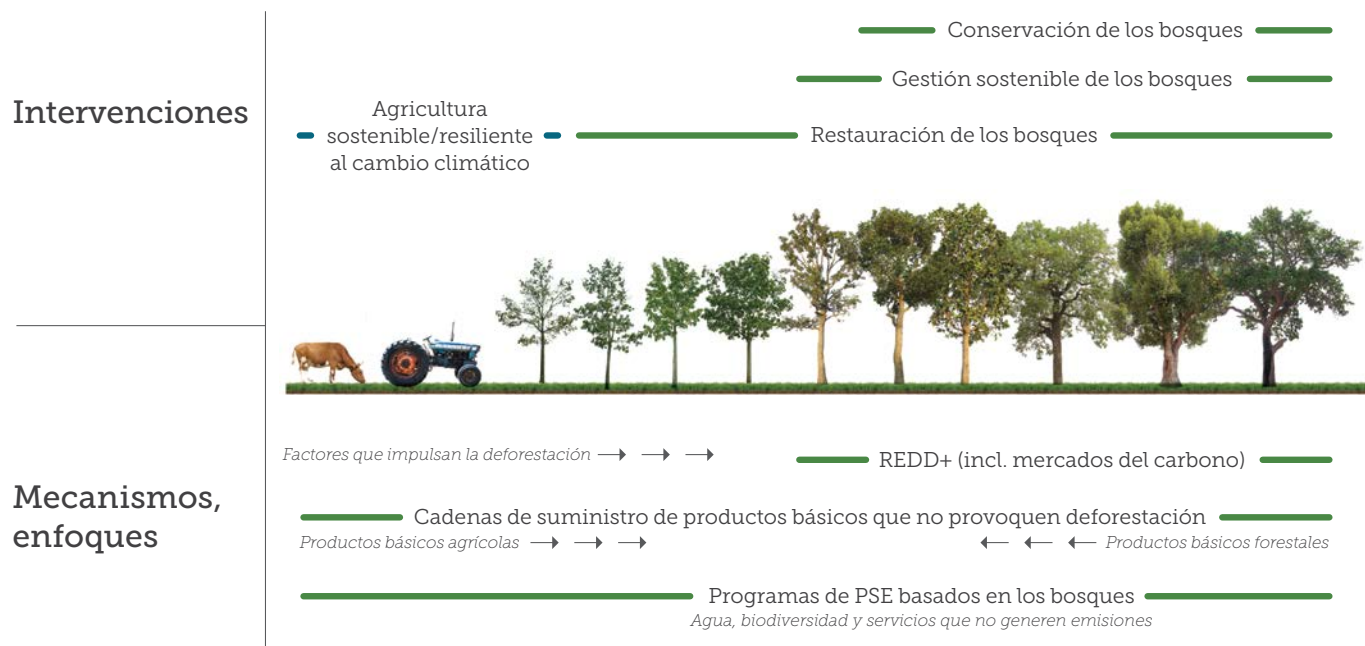 Intervenciones
Conservación de los bosques
Gestión sostenible de los bosques
Agricultura
sostenible/resiliente
al cambio climático
Restauración de los bosques
Mecanismos,
enfoques
Factores que impulsan la deforestación
REDD+ (incl. mercados del carbono)
Cadenas de suministro de productos básicos que no provoquen deforestación
Productos básicos agrícolas
Productos básicos forestales
Programas de PSE basados en los bosques
Agua, biodiversidad y servicios que no generen emisiones